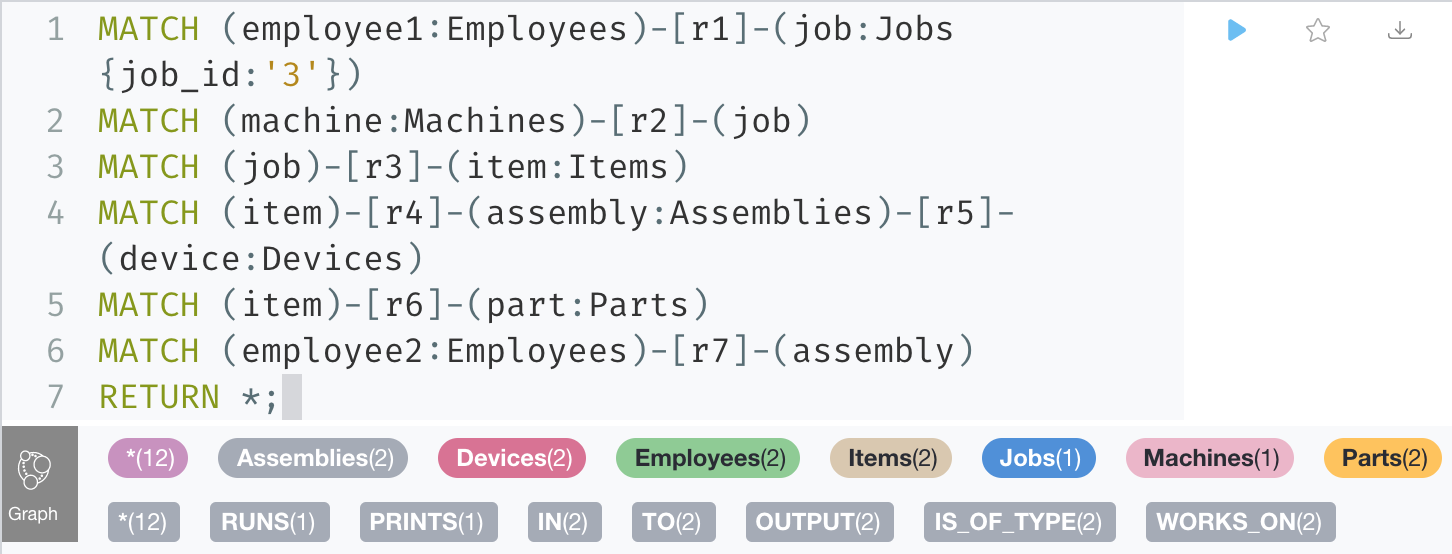 1 MATCH (employee1:Employees)-[r1]-(job:Jobs
{job_id:'3'})
2 MATCH (machine:Machines)-[r2]-(job)
3 MATCH (job)-[r3]-(item:Items)
4 MATCH (item)-[r4]-(assembly:Assemblies)-[r5]-
(device:Devices)
5 MATCH (item)-[r6]-(part:Parts)
6 MATCH (employee2:Employees)-[r7]-(assembly)
7 RETURN *;
*(12) Assemblies(2) Devices(2) Employees(2) Items(2) Jobs(1) Machines(1) Parts(2)
Graph
*(12) RUNS(1) PRINTS(1) IN(2) TO(2) OUTPUT(2) IS_OF_TYPE(2) WORKS_ON(2)